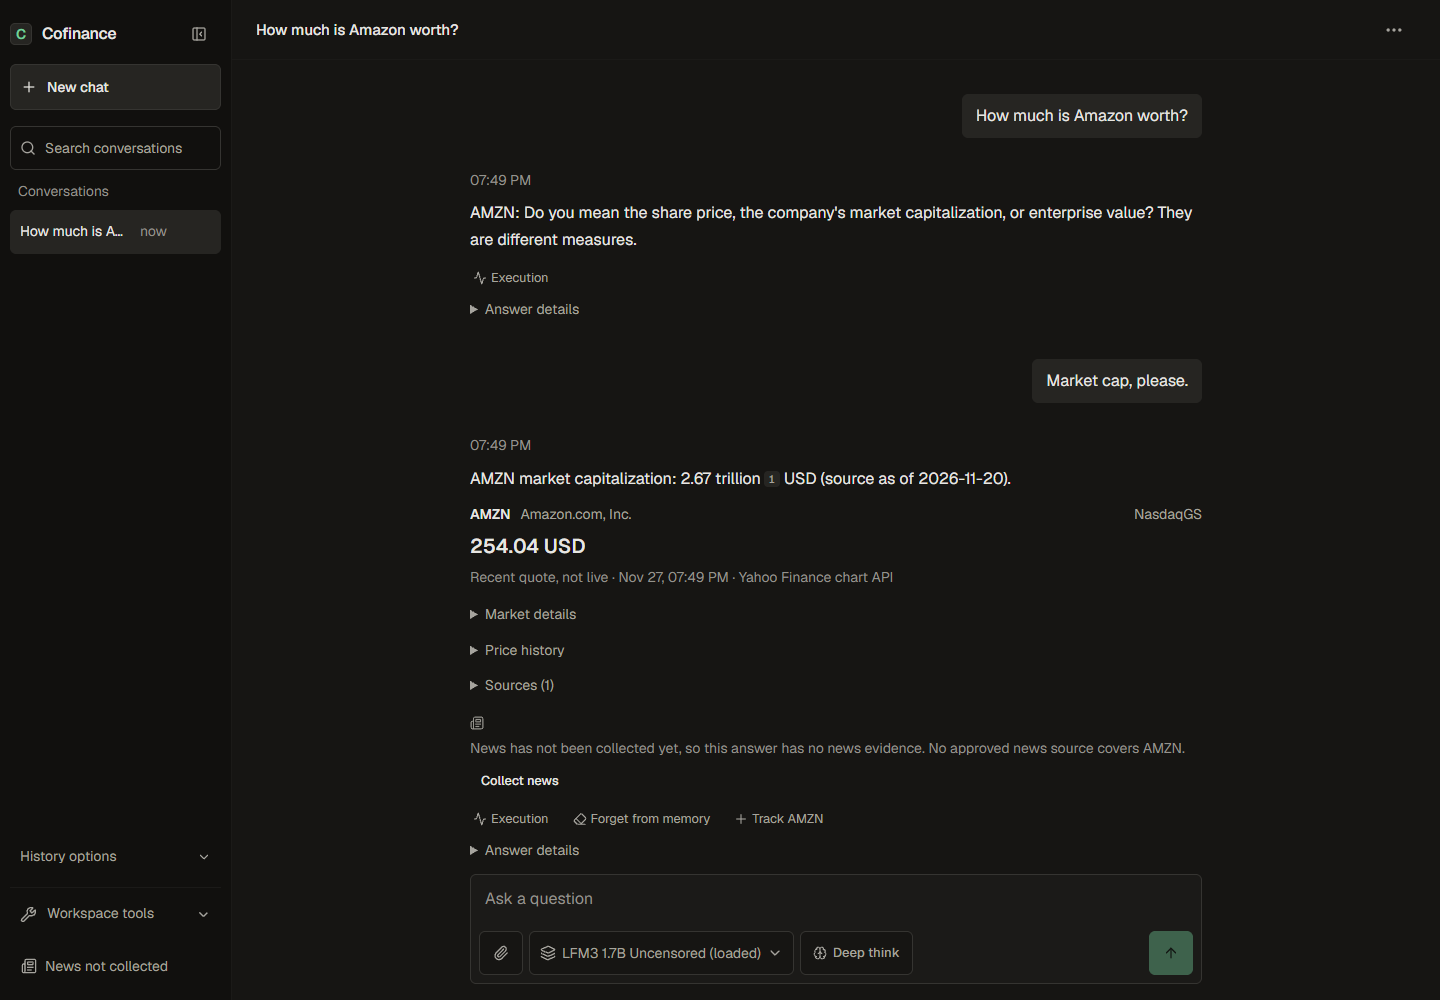 C Cofinance
New chat
Search conversations
Conversations
How much is A... now
History options
Workspace tools
News not collected
How much is Amazon worth?
How much is Amazon worth?
07:49 PM
AMZN: Do you mean the share price, the company's market capitalization, or enterprise value? They
are different measures.
Execution
Answer details
Market cap, please.
07:49 PM
AMZN market capitalization: 2.67 trillion 1 USD (source as of 2026-11-20).
AMZN Amazon.com, Inc. NasdaqGS
254.04 USD
Recent quote, not live · Nov 27, 07:49 PM · Yahoo Finance chart API
Market details
Price history
Sources (1)
News has not been collected yet, so this answer has no news evidence. No approved news source covers AMZN.
Collect news
Execution Forget from memory Track AMZN
Answer details
Ask a question
LFM3 1.7B Uncensored (loaded) Deep think